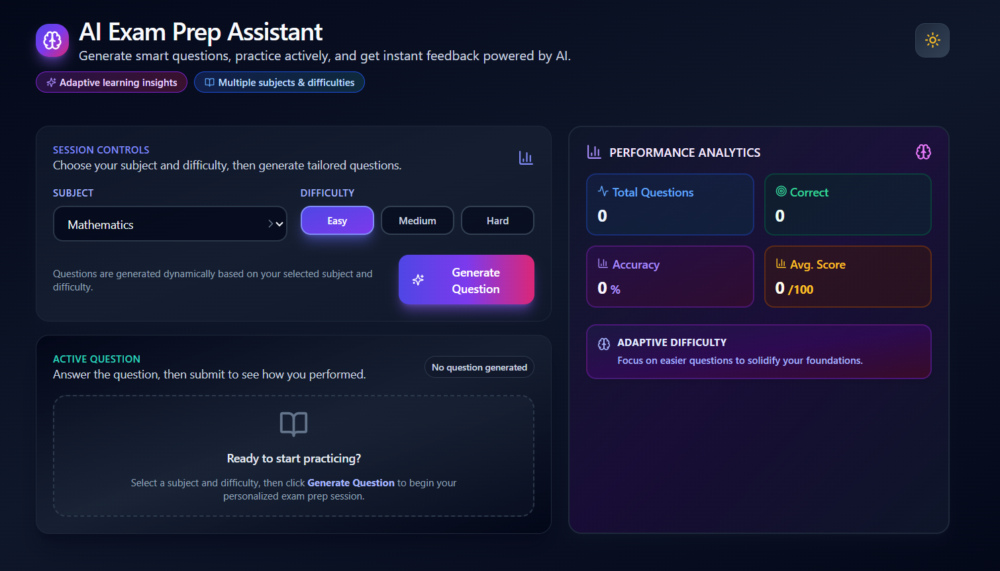 AI Exam Prep Assistant
Generate smart questions, practice actively, and get instant feedback powered by AI.
Adaptive learning insights
Multiple subjects & difficulties
SESSION CONTROLS
Choose your subject and difficulty, then generate tailored questions.
SUBJECT
Mathematics
DIFFICULTY
Easy
Medium
Hard
Questions are generated dynamically based on your selected subject and
difficulty.
Generate
Question
ACTIVE QUESTION
Answer the question, then submit to see how you performed.
No question generated
Ready to start practicing?
Select a subject and difficulty, then click Generate Question to begin your
personalized exam prep session.
PERFORMANCE ANALYTICS
Total Questions
0
Correct
0
Accuracy
0 %
Avg. Score
0 /100
ADAPTIVE DIFFICULTY
Focus on easier questions to solidify your foundations.